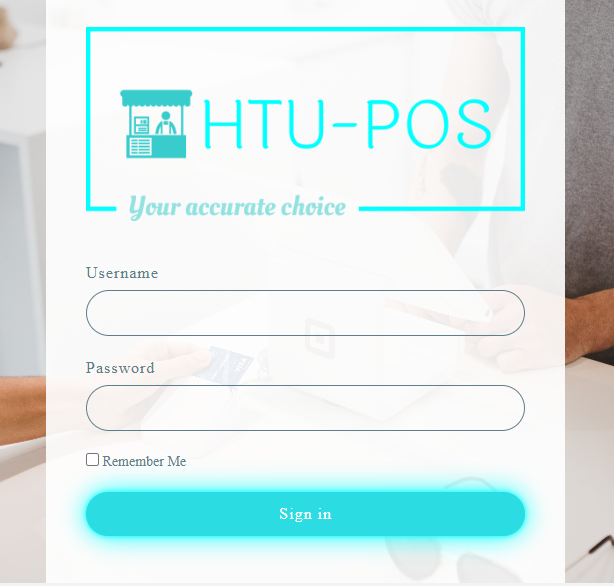 HTU-POS
Your accurate choice
Username
Password
Remember Me
Sign in